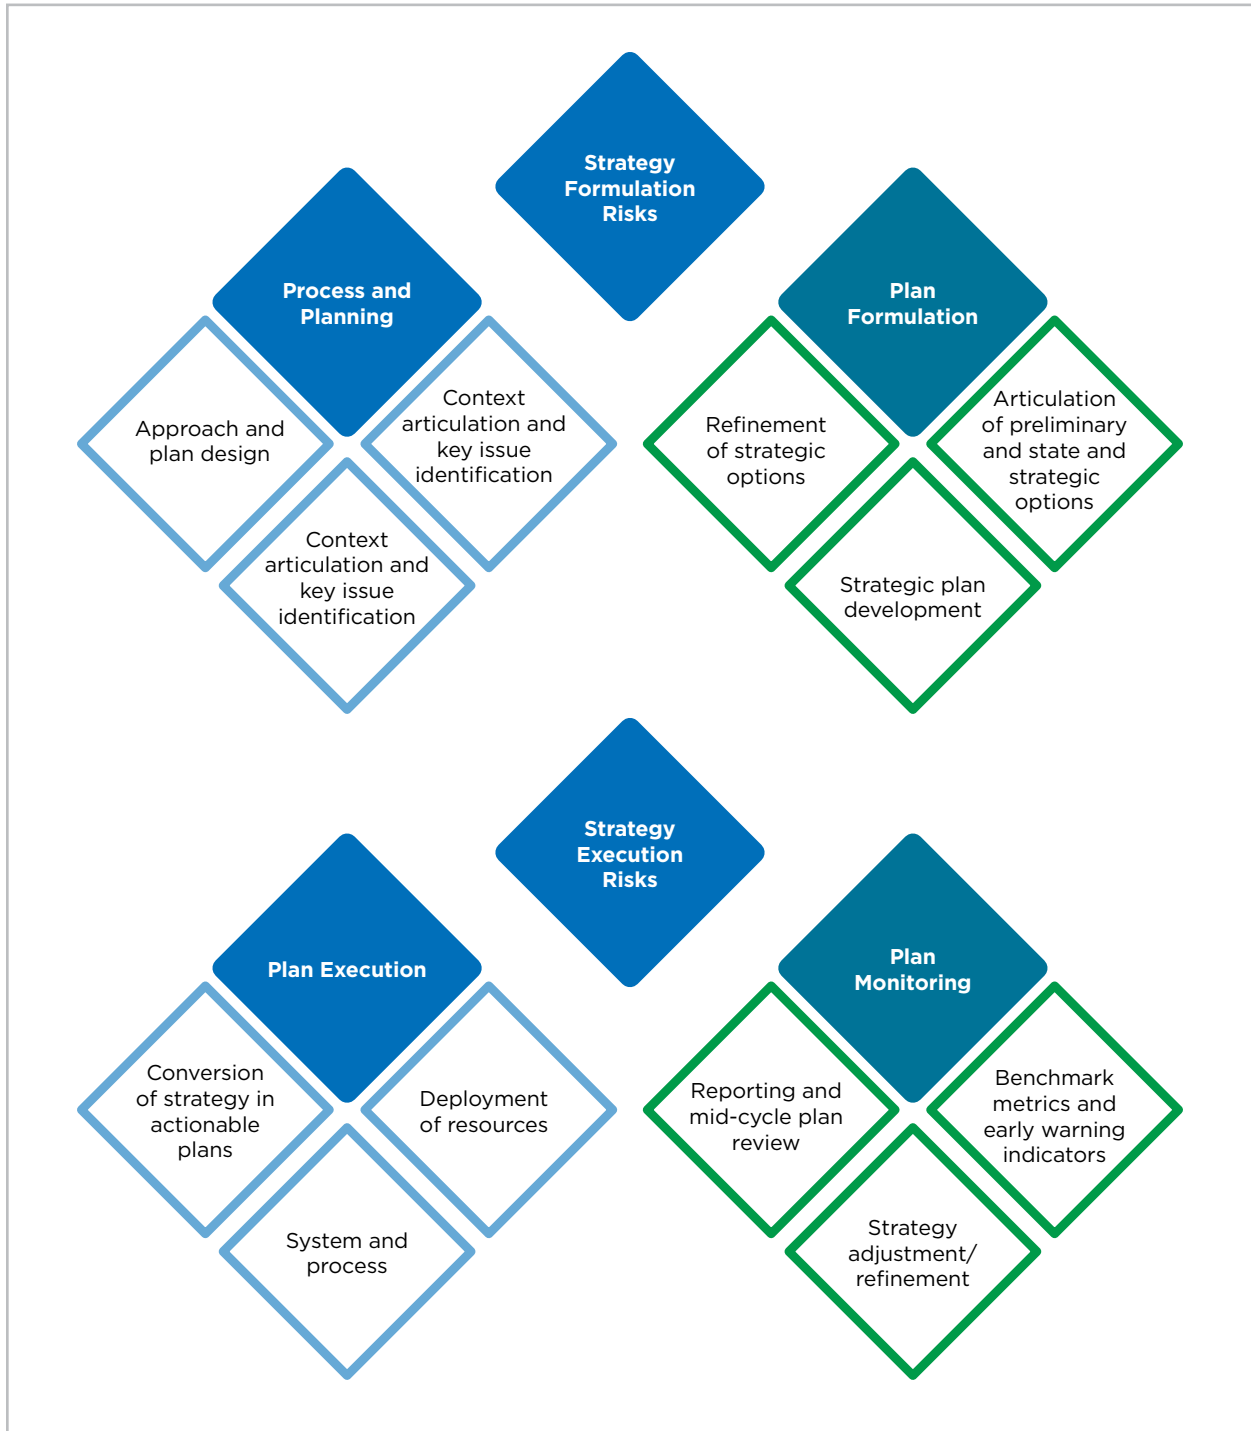 Strategy
Formulation
Risks
Process and
Planning
Approach and
plan design
Context
articulation and
key issue
identification
Context
articulation and
key issue
identification
Plan
Formulation
Refinement
of strategic
options
Articulation
of preliminary
and state and
strategic
options
Strategic plan
development
Strategy
Execution
Risks
Plan Execution
Conversion
of strategy in
actionable
plans
Deployment
of resources
System and
process
Plan
Monitoring
Reporting and
mid-cycle plan
review
Benchmark
metrics and
early warning
indicators
Strategy
adjustment/
refinement